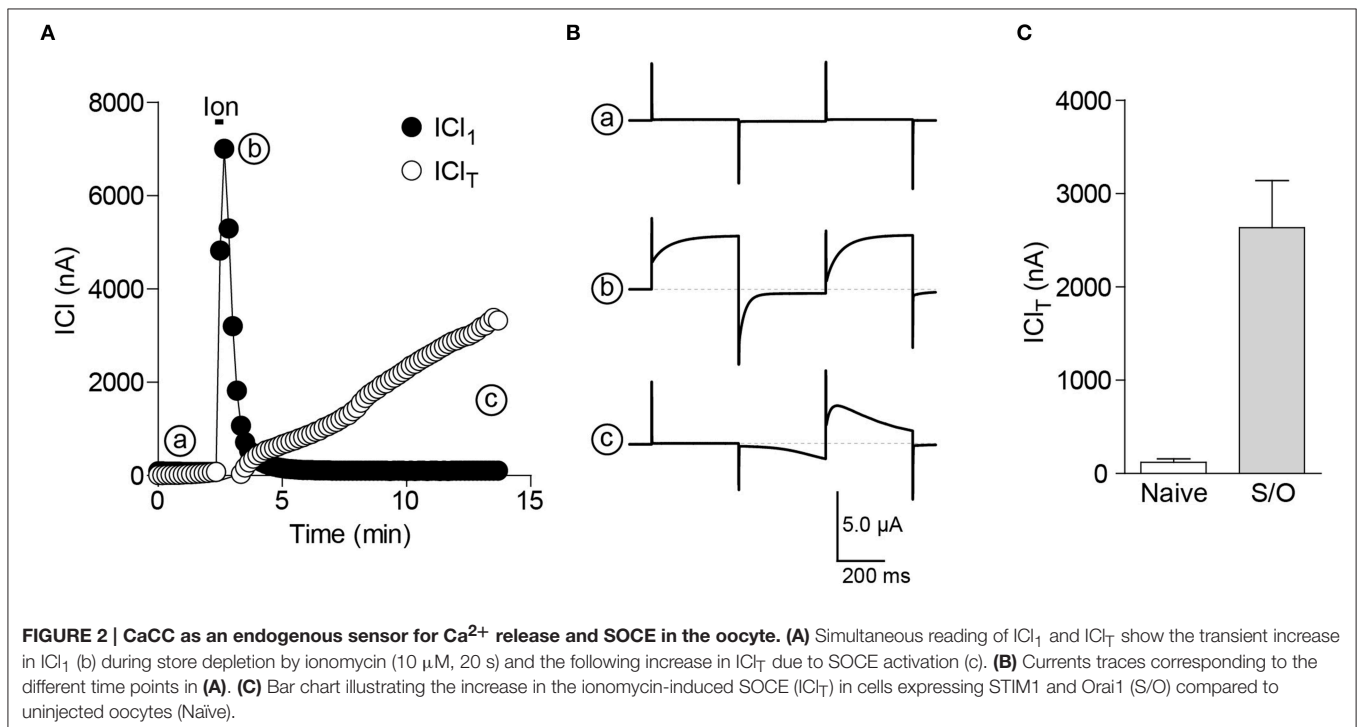 A
B
C
8000
6000
4000
2000
0
ICl (nA)
Ion
b
a
c
ICl₁
ICl_T
0
5
10
15
Time (min)
a
b
c
5.0 µA
200 ms
4000
3000
2000
1000
0
ICl_T (nA)
Naive
S/O
FIGURE 2 | CaCC as an endogenous sensor for Ca²⁺ release and SOCE in the oocyte. (A) Simultaneous reading of ICl₁ and ICl_T show the transient increase
in ICl₁ (b) during store depletion by ionomycin (10 µM, 20 s) and the following increase in ICl_T due to SOCE activation (c). (B) Currents traces corresponding to the
different time points in (A). (C) Bar chart illustrating the increase in the ionomycin-induced SOCE (ICl_T) in cells expressing STIM1 and Orai1 (S/O) compared to
uninjected oocytes (Naïve).